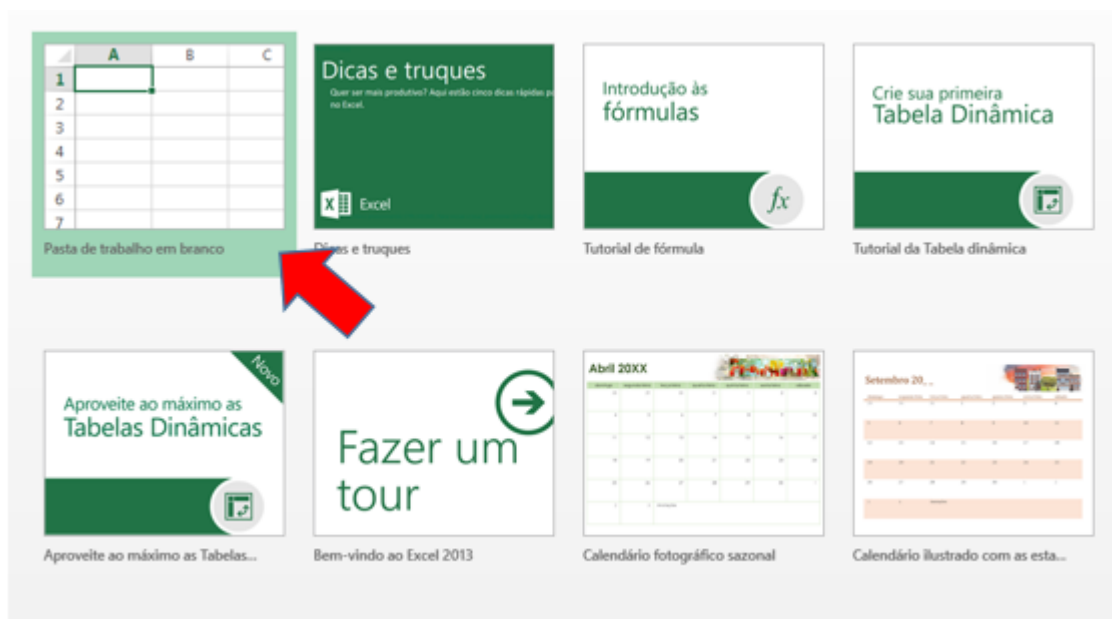 A B C
1
2
3
4
5
6
7
Pasta de trabalho em branco
Dicas e truques
Quer ser mais produtivo? Aqui estão cinco dicas rápidas
no Excel.
X Excel
Dicas e truques
Introdução às
fórmulas
fx
Tutorial de fórmula
Crie sua primeira
Tabela Dinâmica
Tutorial da Tabela dinâmica
Novo
Aproveite ao máximo as
Tabelas Dinâmicas
Aproveite ao máximo as Tabelas...
Fazer um
tour
Bem-vindo ao Excel 2013
Abril 20XX
Calendário fotográfico sazonal
Setembro 20__
Calendário ilustrado com as esta...